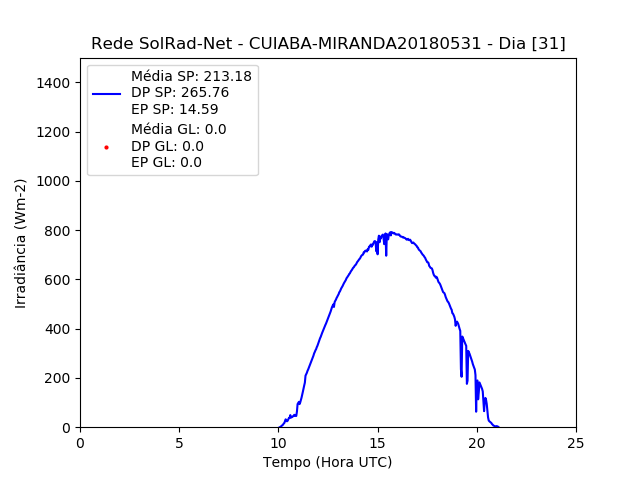 Rede SolRad-Net - CUIABA-MIRANDA20180531 - Dia [31]
Média SP: 213.18
DP SP: 265.76
EP SP: 14.59
Média GL: 0.0
DP GL: 0.0
EP GL: 0.0
Irradiância (Wm-2)
1400
1200
1000
800
600
400
200
0
0 5 10 15 20 25
Tempo (Hora UTC)